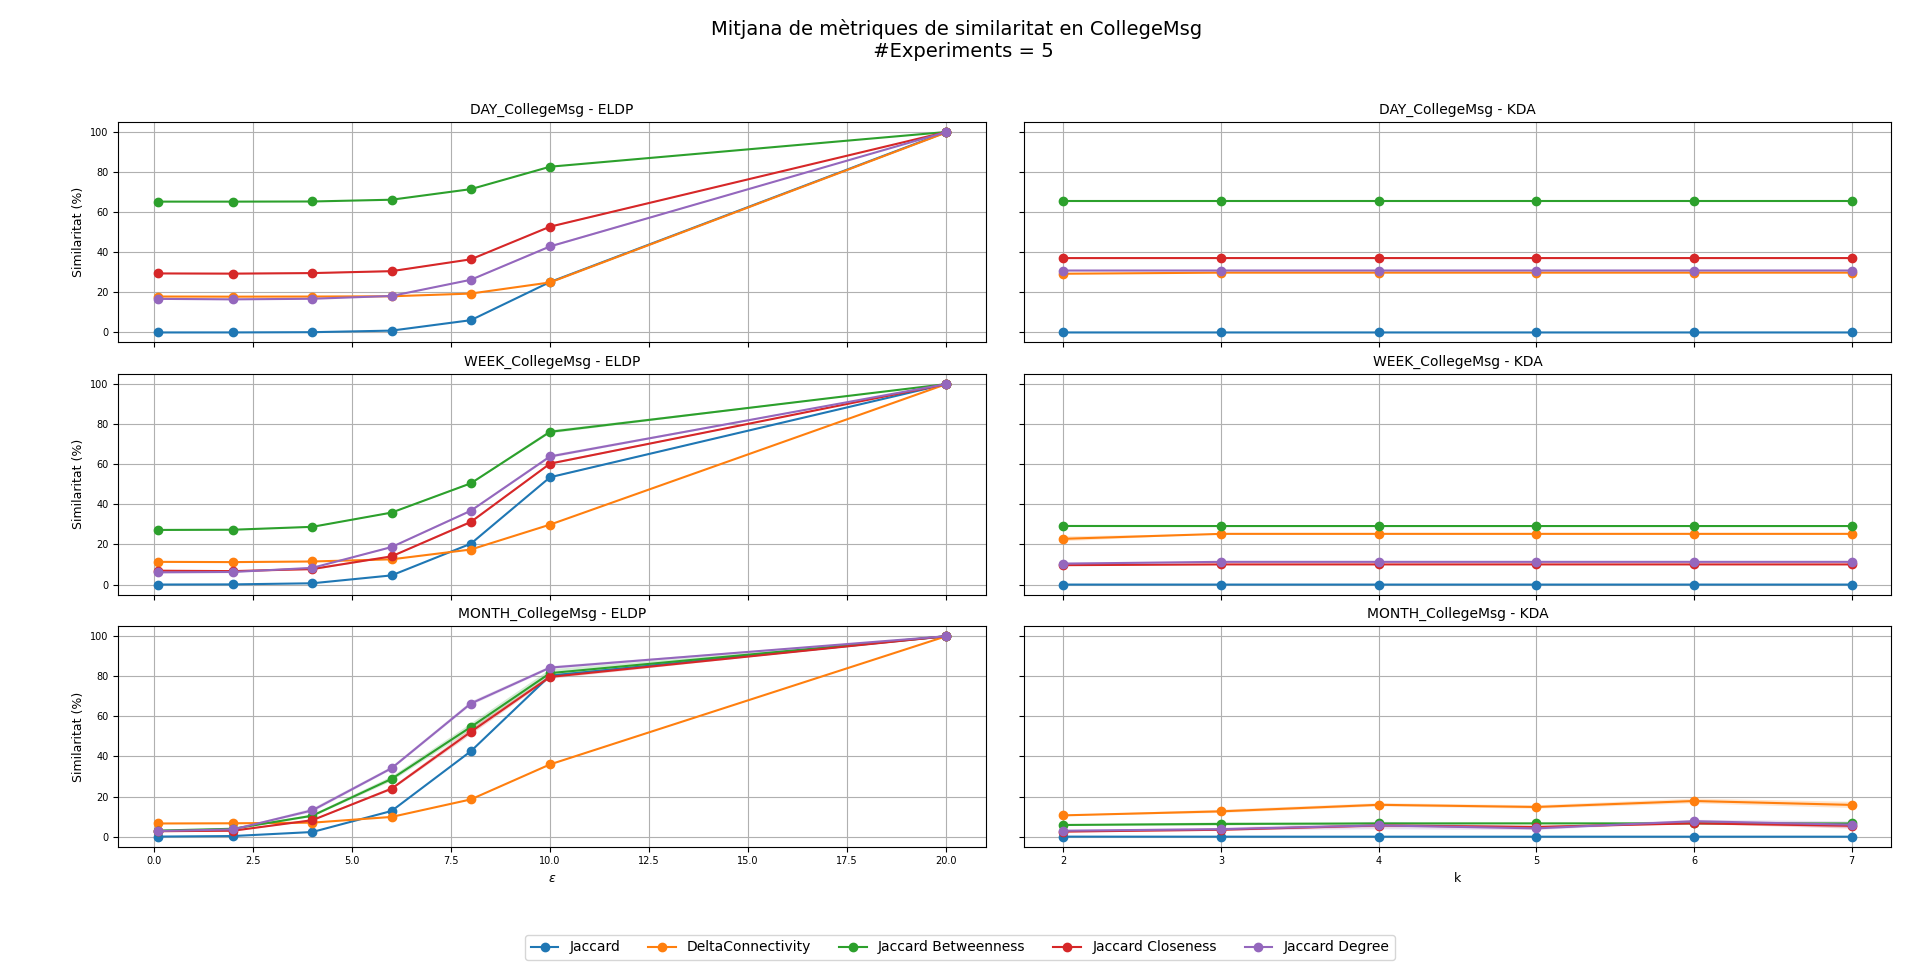 Mitjana de mètriques de similaritat en CollegeMsg
#Experiments = 5
DAY_CollegeMsg - ELDP
DAY_CollegeMsg - KDA
100
80
60
40
20
0
Similaritat (%)
WEEK_CollegeMsg - ELDP
WEEK_CollegeMsg - KDA
100
80
60
40
20
0
Similaritat (%)
MONTH_CollegeMsg - ELDP
MONTH_CollegeMsg - KDA
100
80
60
40
20
0
Similaritat (%)
0.0 2.5 5.0 7.5 10.0 12.5 15.0 17.5 20.0
ε
2 3 4 5 6 7
k
Jaccard DeltaConnectivity Jaccard Betweenness Jaccard Closeness Jaccard Degree